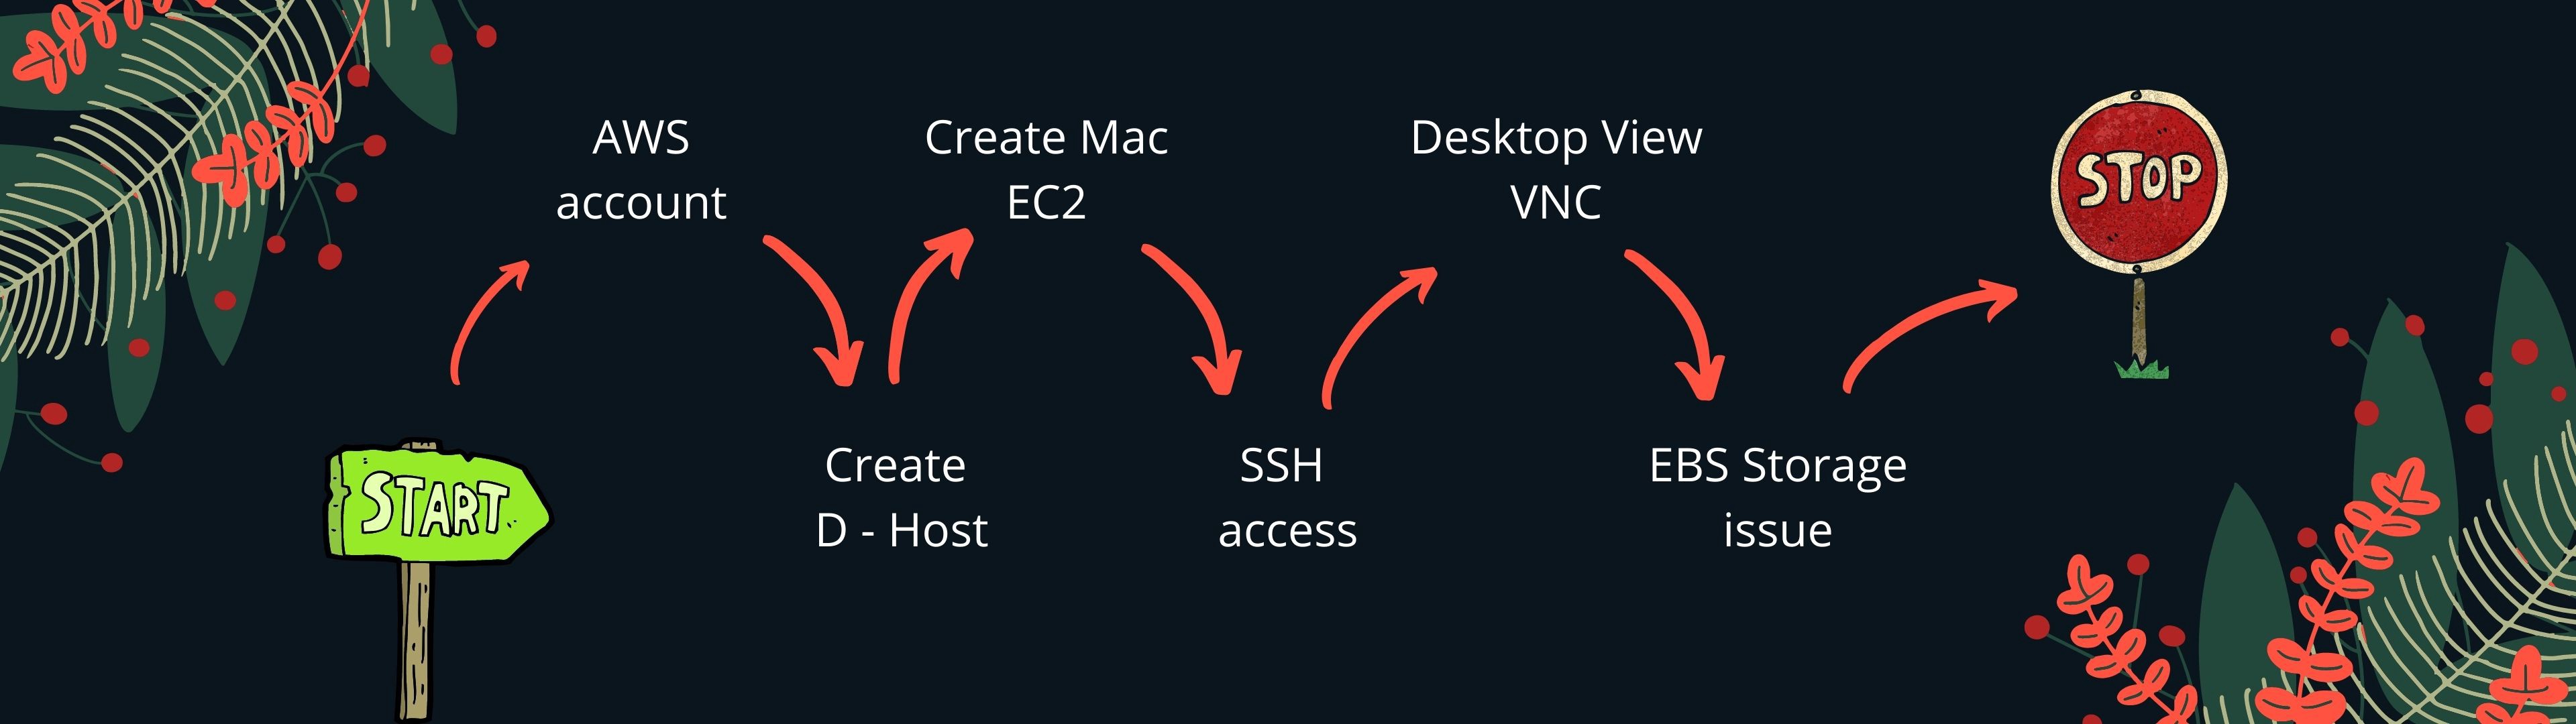 START
AWS
account
Create
D - Host
Create Mac
EC2
SSH
access
Desktop View
VNC
EBS Storage
issue
STOP